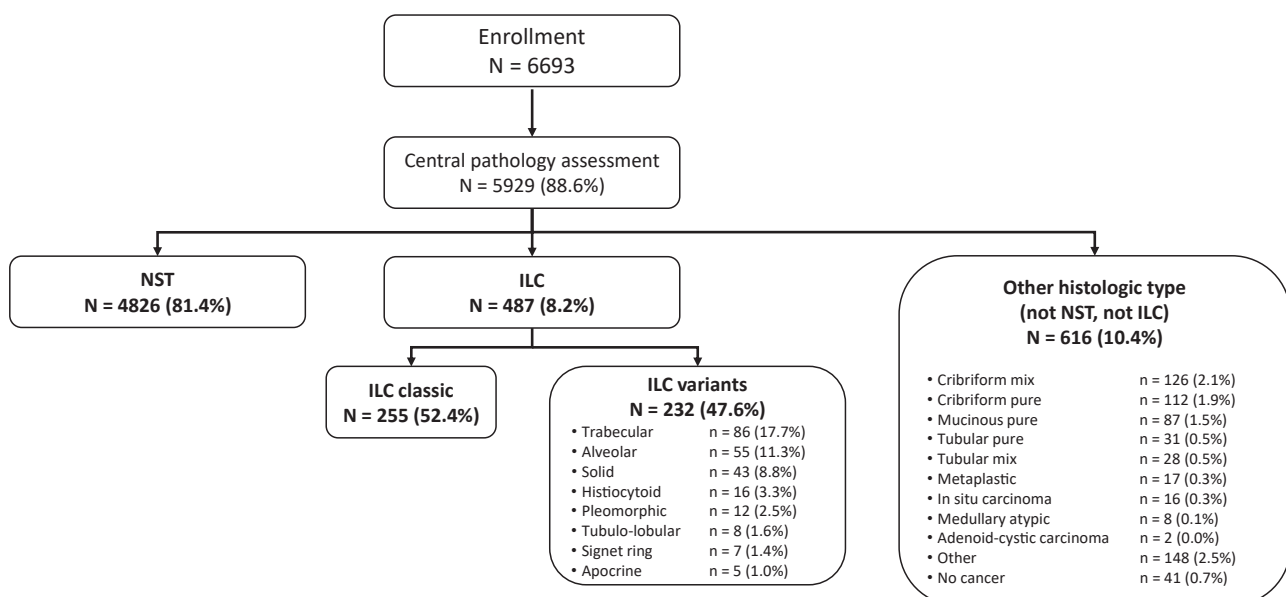 Enrollment
N = 6693
Central pathology assessment
N = 5929 (88.6%)
NST
N = 4826 (81.4%)
ILC
N = 487 (8.2%)
Other histologic type
(not NST, not ILC)
N = 616 (10.4%)
• Cribriform mix n = 126 (2.1%)
• Cribriform pure n = 112 (1.9%)
• Mucinous pure n = 87 (1.5%)
• Tubular pure n = 31 (0.5%)
• Tubular mix n = 28 (0.5%)
• Metaplastic n = 17 (0.3%)
• In situ carcinoma n = 16 (0.3%)
• Medullary atypic n = 8 (0.1%)
• Adenoid-cystic carcinoma n = 2 (0.0%)
• Other n = 148 (2.5%)
• No cancer n = 41 (0.7%)
ILC classic
N = 255 (52.4%)
ILC variants
N = 232 (47.6%)
• Trabecular n = 86 (17.7%)
• Alveolar n = 55 (11.3%)
• Solid n = 43 (8.8%)
• Histiocytoid n = 16 (3.3%)
• Pleomorphic n = 12 (2.5%)
• Tubulo-lobular n = 8 (1.6%)
• Signet ring n = 7 (1.4%)
• Apocrine n = 5 (1.0%)